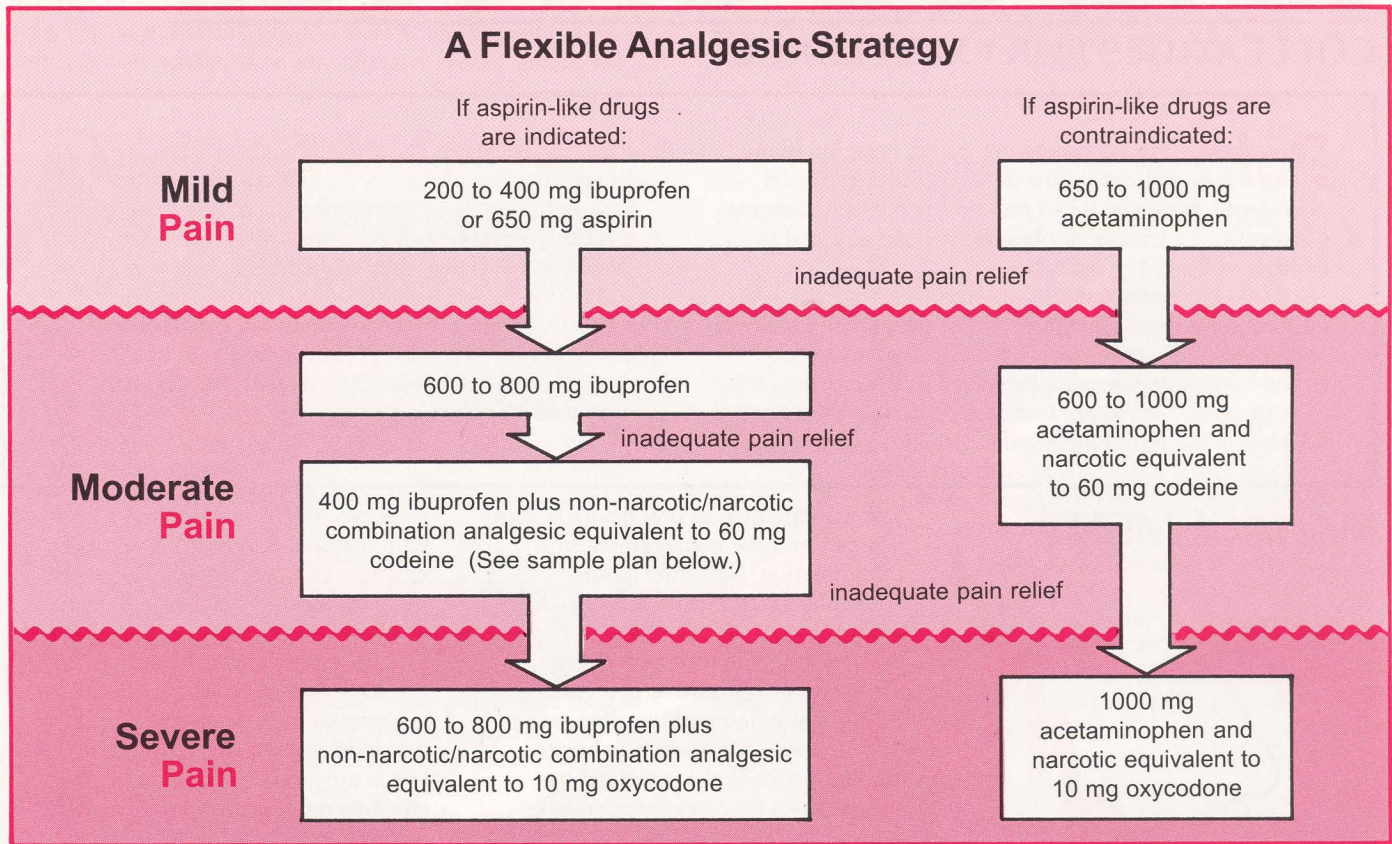 A Flexible Analgesic Strategy
If aspirin-like drugs
are indicated:
If aspirin-like drugs are
contraindicated:
Mild
Pain
200 to 400 mg ibuprofen
or 650 mg aspirin
650 to 1000 mg
acetaminophen
inadequate pain relief
Moderate
Pain
600 to 800 mg ibuprofen
inadequate pain relief
400 mg ibuprofen plus non-narcotic/narcotic
combination analgesic equivalent to 60 mg
codeine (See sample plan below.)
600 to 1000 mg
acetaminophen and
narcotic equivalent
to 60 mg codeine
inadequate pain relief
Severe
Pain
600 to 800 mg ibuprofen plus
non-narcotic/narcotic combination analgesic
equivalent to 10 mg oxycodone
1000 mg
acetaminophen and
narcotic equivalent to
10 mg oxycodone